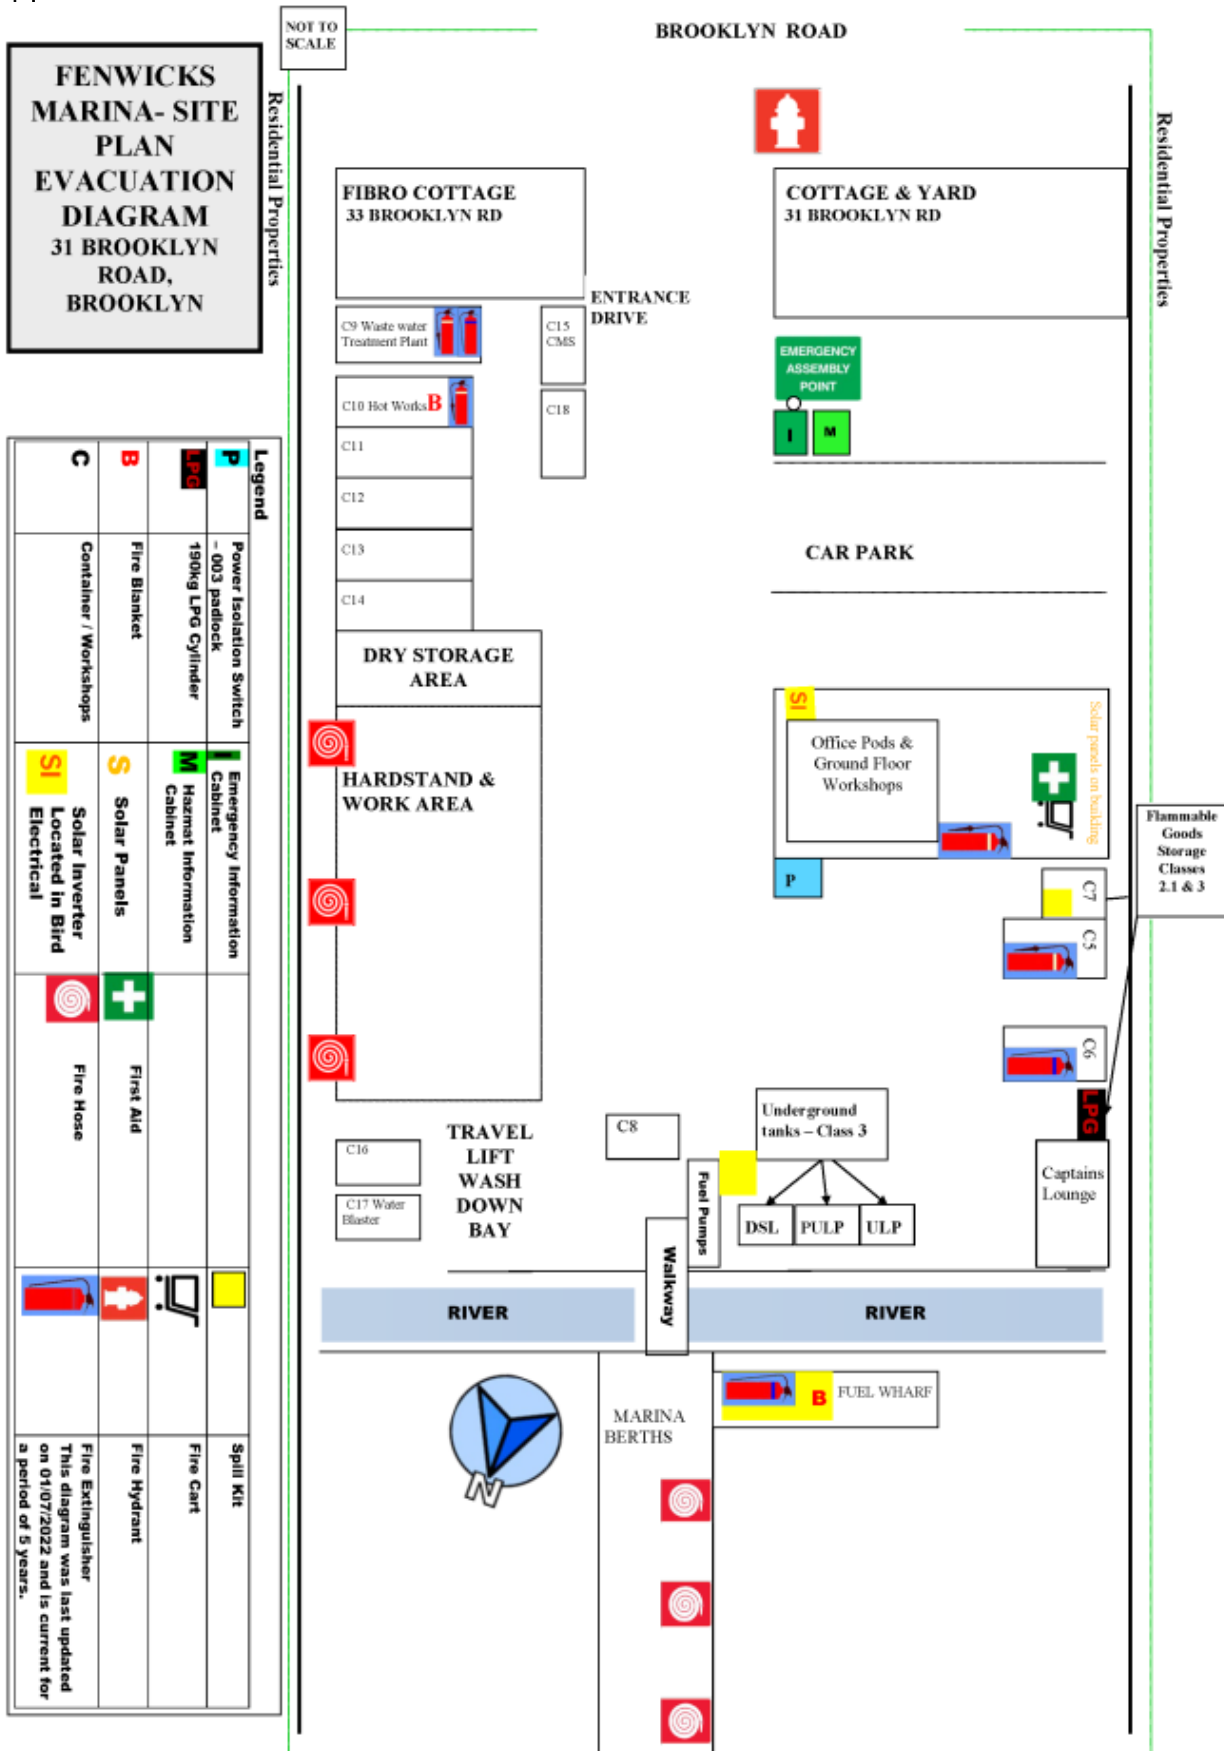 NOT TO
SCALE
BROOKLYN ROAD
FENWICKS
MARINA- SITE
PLAN
EVACUATION
DIAGRAM
31 BROOKLYN
ROAD,
BROOKLYN
Residential Properties
Residential Properties
FIBRO COTTAGE
33 BROOKLYN RD
COTTAGE & YARD
31 BROOKLYN RD
ENTRANCE
DRIVE
C9 Waste water
Treatment Plant
C15
CMS
EMERGENCY
ASSEMBLY
POINT
I
M
C10 Hot Works
B
C18
C11
C12
C13
C14
CAR PARK
DRY STORAGE
AREA
HARDSTAND &
WORK AREA
SI
Office Pods &
Ground Floor
Workshops
Solar panels on building
P
Flammable
Goods
Storage
Classes
2.1 & 3
C7
C5
C6
LPG
Captains
Lounge
Underground
tanks – Class 3
C8
Fuel Pumps
DSL
PULP
ULP
C16
C17 Water
Blaster
TRAVEL
LIFT
WASH
DOWN
BAY
Walkway
RIVER
RIVER
B
FUEL WHARF
MARINA
BERTHS
N
Legend
P
Power Isolation Switch
– 003 padlock
I
Emergency Information
Cabinet
Spill Kit
LPG
190kg LPG Cylinder
M
Hazmat Information
Cabinet
Fire Cart
B
Fire Blanket
S
Solar Panels
First Aid
Fire Hydrant
C
Container / Workshops
SI
Solar Inverter
Located in Bird
Electrical
Fire Hose
Fire Extinguisher
This diagram was last updated
on 01/07/2022 and is current for
a period of 5 years.